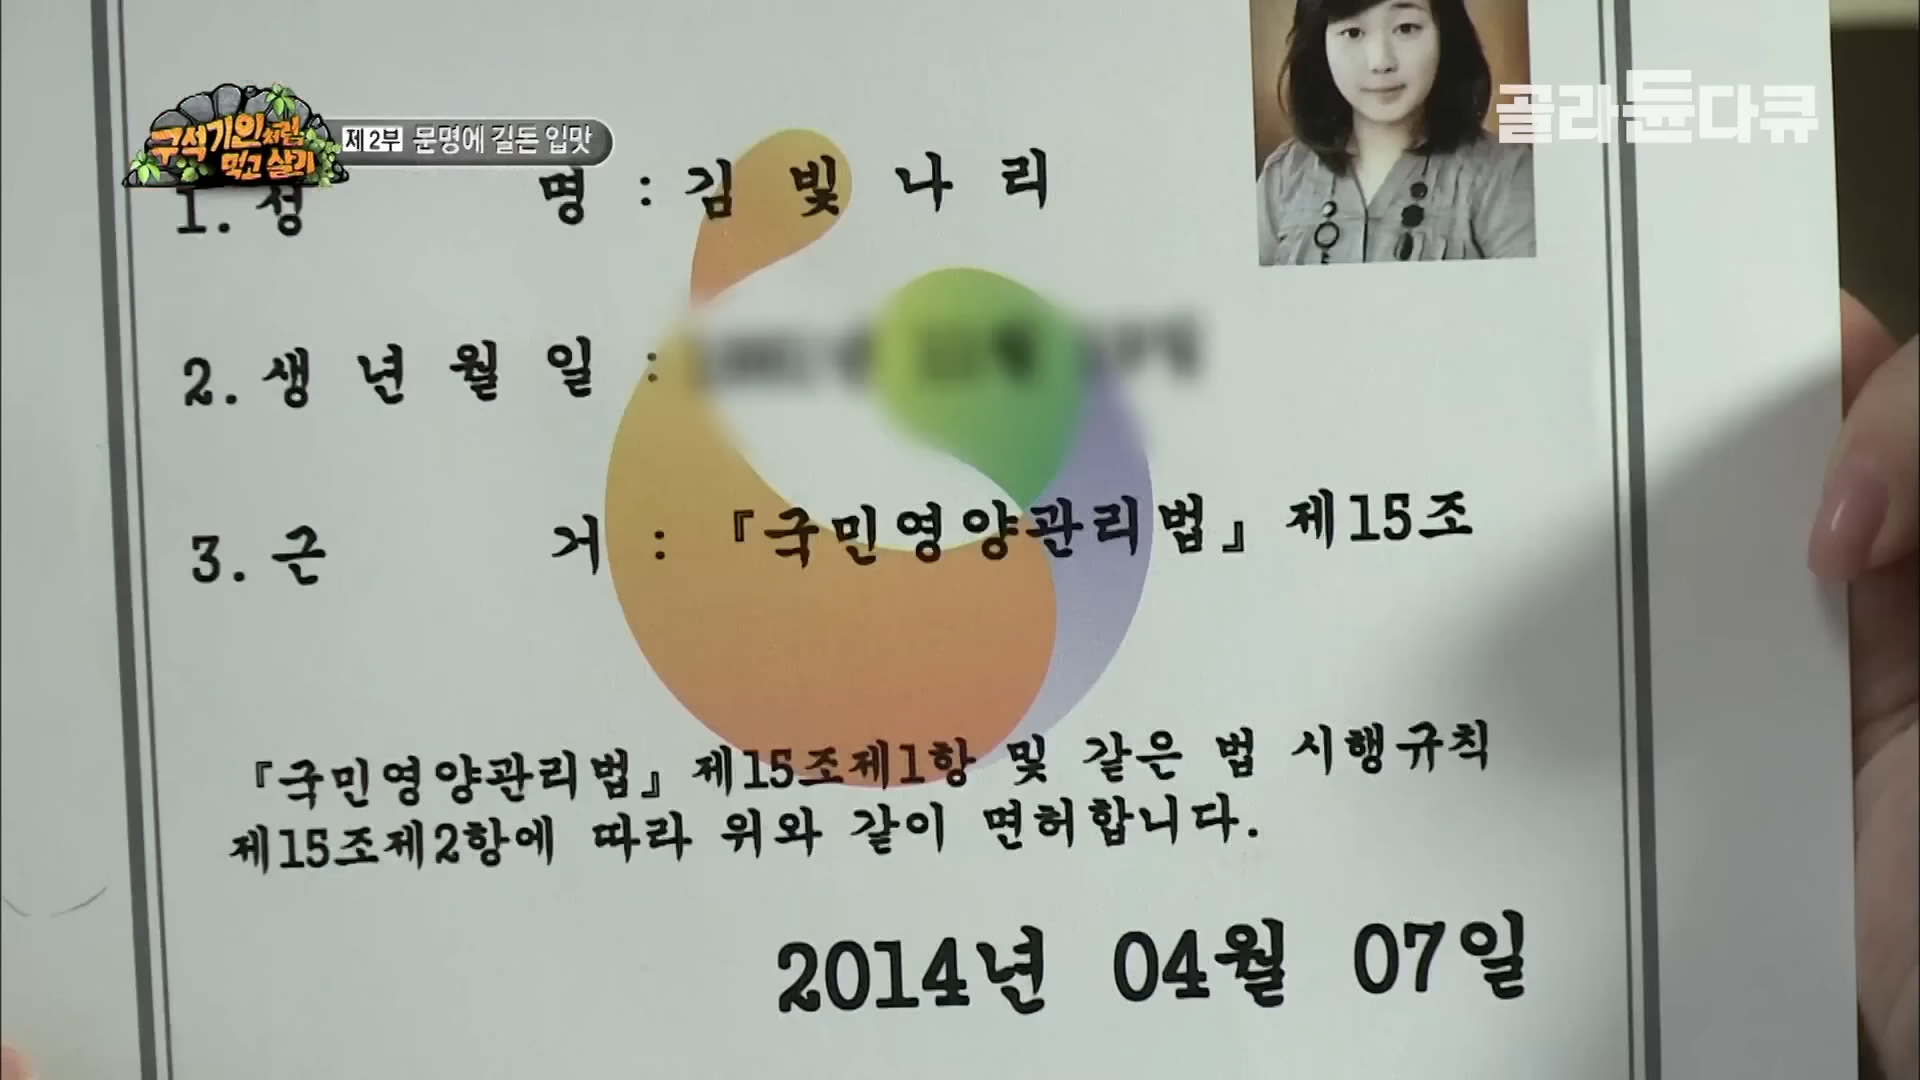 구석기인처럼
먹고 살기
제2부 문명에 길든 입맛
골라듄다큐
1. 성 명 : 김 빛 나 리
2. 생 년 월 일 :
3. 근 거 : 『국민영양관리법』 제15조
『국민영양관리법』 제15조제1항 및 같은 법 시행규칙
제15조제2항에 따라 위와 같이 면허합니다.
2014년 04월 07일